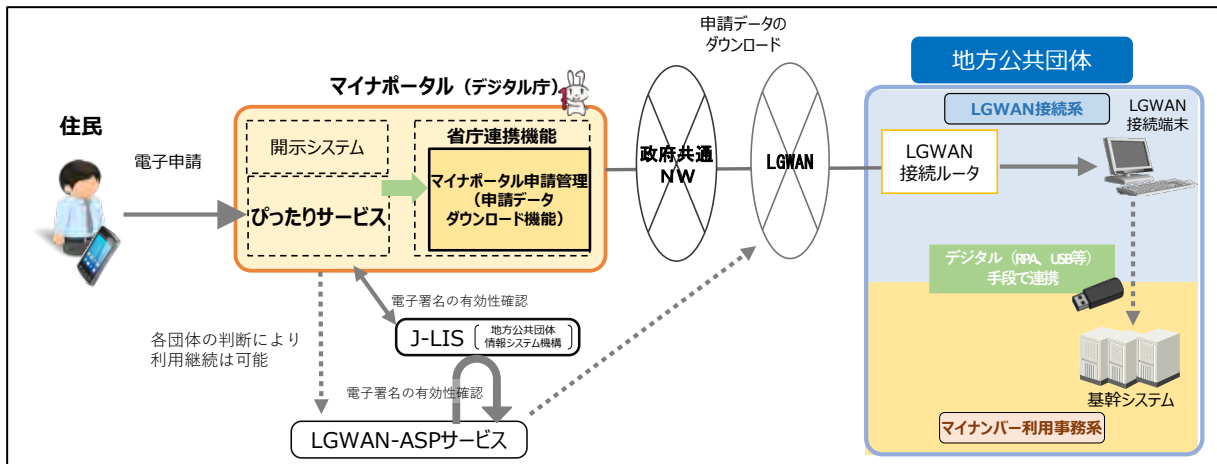 申請データの
ダウンロード
地方公共団体
マイナポータル（デジタル庁）
LGWAN接続系
LGWAN
接続端末
住民
電子申請
開示システム
省庁連携機能
政府共通
NW
LGWAN
LGWAN
接続ルータ
マイナポータル申請管理
（申請データ
ダウンロード機能）
ぴったりサービス
デジタル（RPA、USB等）
手段で連携
電子署名の有効性確認
各団体の判断により
利用継続は可能
J-LIS
地方公共団体
情報システム機構
電子署名の有効性確認
基幹システム
LGWAN-ASPサービス
マイナンバー利用事務系